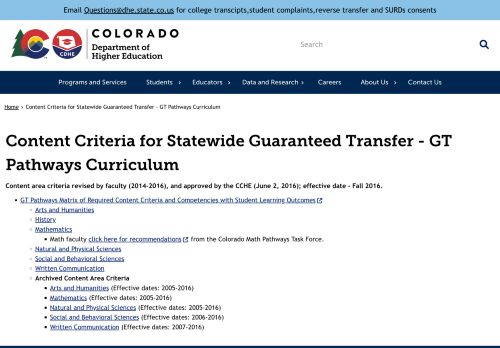 Email Questions@dhe.state.co.us for college transcipts,student complaints,reverse transfer and SURDs consents
COLORADO
Department of
Higher Education
CDHE
Search
Programs and Services Students Educators Data and Research Careers About Us Contact Us
Home > Content Criteria for Statewide Guaranteed Transfer - GT Pathways Curriculum
Content Criteria for Statewide Guaranteed Transfer - GT
Pathways Curriculum
Content area criteria revised by faculty (2014-2016), and approved by the CCHE (June 2, 2016); effective date - Fall 2016.
GT Pathways Matrix of Required Content Criteria and Competencies with Student Learning Outcomes
Arts and Humanities
History
Mathematics
Math faculty click here for recommendations from the Colorado Math Pathways Task Force.
Natural and Physical Sciences
Social and Behavioral Sciences
Written Communication
Archived Content Area Criteria
Arts and Humanities (Effective dates: 2005-2016)
Mathematics (Effective dates: 2005-2016)
Natural and Physical Sciences (Effective dates: 2005-2016)
Social and Behavioral Sciences (Effective dates: 2006-2016)
Written Communication (Effective dates: 2007-2016)